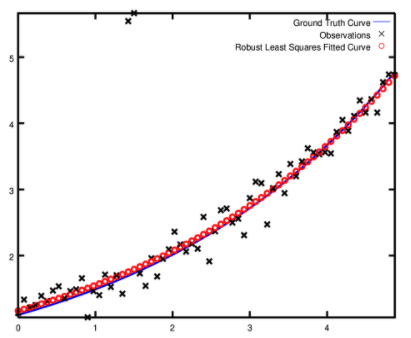 Ground Truth Curve
Observations
Robust Least Squares Fitted Curve
5
4
3
2
0 1 2 3 4